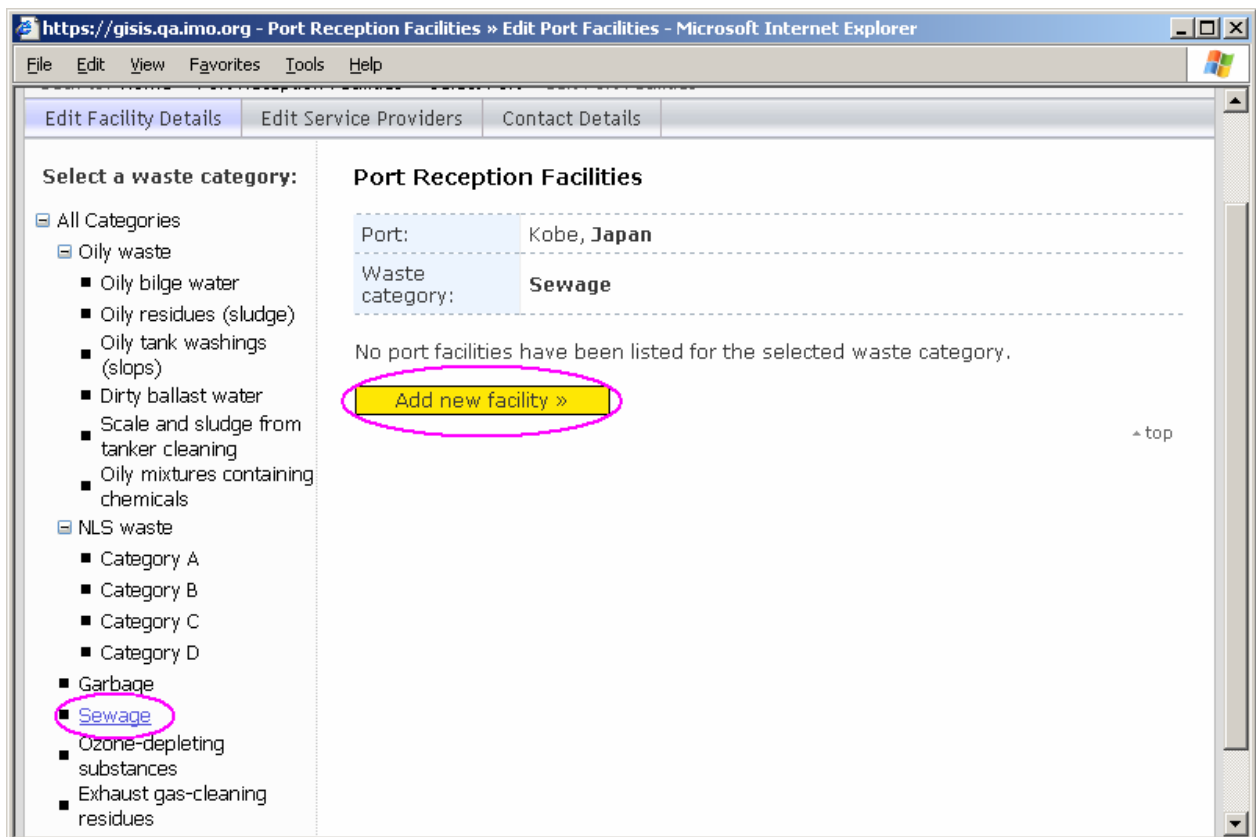 https://gisis.qa.imo.org - Port Reception Facilities » Edit Port Facilities - Microsoft Internet Explorer
File Edit View Favorites Tools Help
Edit Facility Details Edit Service Providers Contact Details
Select a waste category:
All Categories
Oily waste
Oily bilge water
Oily residues (sludge)
Oily tank washings
(slops)
Dirty ballast water
Scale and sludge from
tanker cleaning
Oily mixtures containing
chemicals
NLS waste
Category A
Category B
Category C
Category D
Garbage
Sewage
Ozone-depleting
substances
Exhaust gas-cleaning
residues
Port Reception Facilities
Port: Kobe, Japan
Waste
category: Sewage
No port facilities have been listed for the selected waste category.
Add new facility »
top